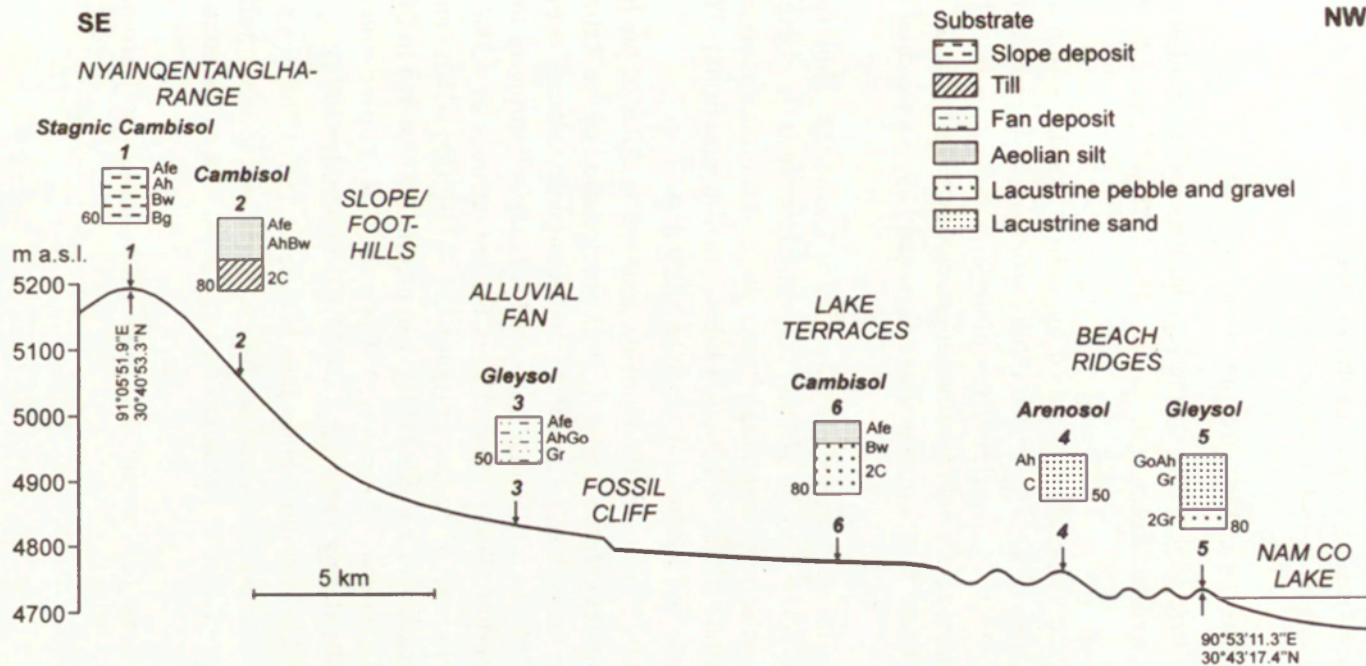 SE
NW
Substrate
Slope deposit
Till
Fan deposit
Aeolian silt
Lacustrine pebble and gravel
Lacustrine sand
NYAINQENTANGLHA-
RANGE
Stagnic Cambisol
1
Afe
Ah
Bw
Bg
60
1
Cambisol
2
Afe
AhBw
2C
80
2
SLOPE/
FOOT-
HILLS
m a.s.l.
5200
5100
5000
4900
4800
4700
91°05'51.9"E
30°40'53.3"N
ALLUVIAL
FAN
Gleysol
3
Afe
AhGo
Gr
50
3
FOSSIL
CLIFF
5 km
LAKE
TERRACES
Cambisol
6
Afe
Bw
2C
80
6
BEACH
RIDGES
Arenosol
4
Ah
C
50
4
Gleysol
5
GoAh
Gr
2Gr
80
5
NAM CO
LAKE
90°53'11.3"E
30°43'17.4"N